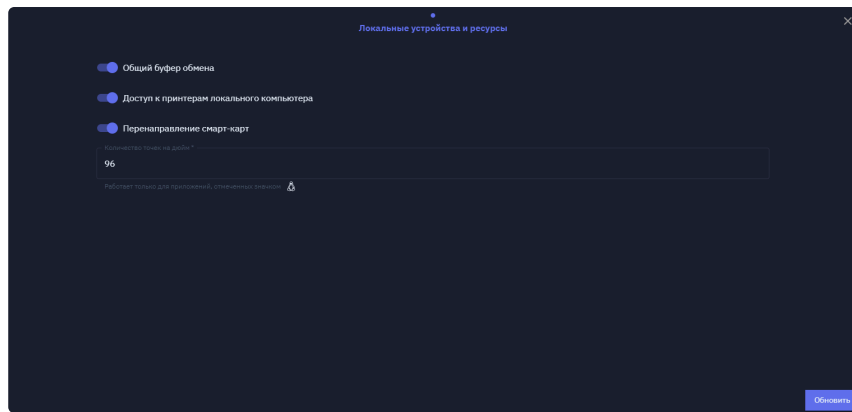 Локальные устройства и ресурсы
Общий буфер обмена
Доступ к принтерам локального компьютера
Перенаправление смарт-карт
Количество точек на дюйм *
96
Работает только для приложений, отмеченных значком
Обновить